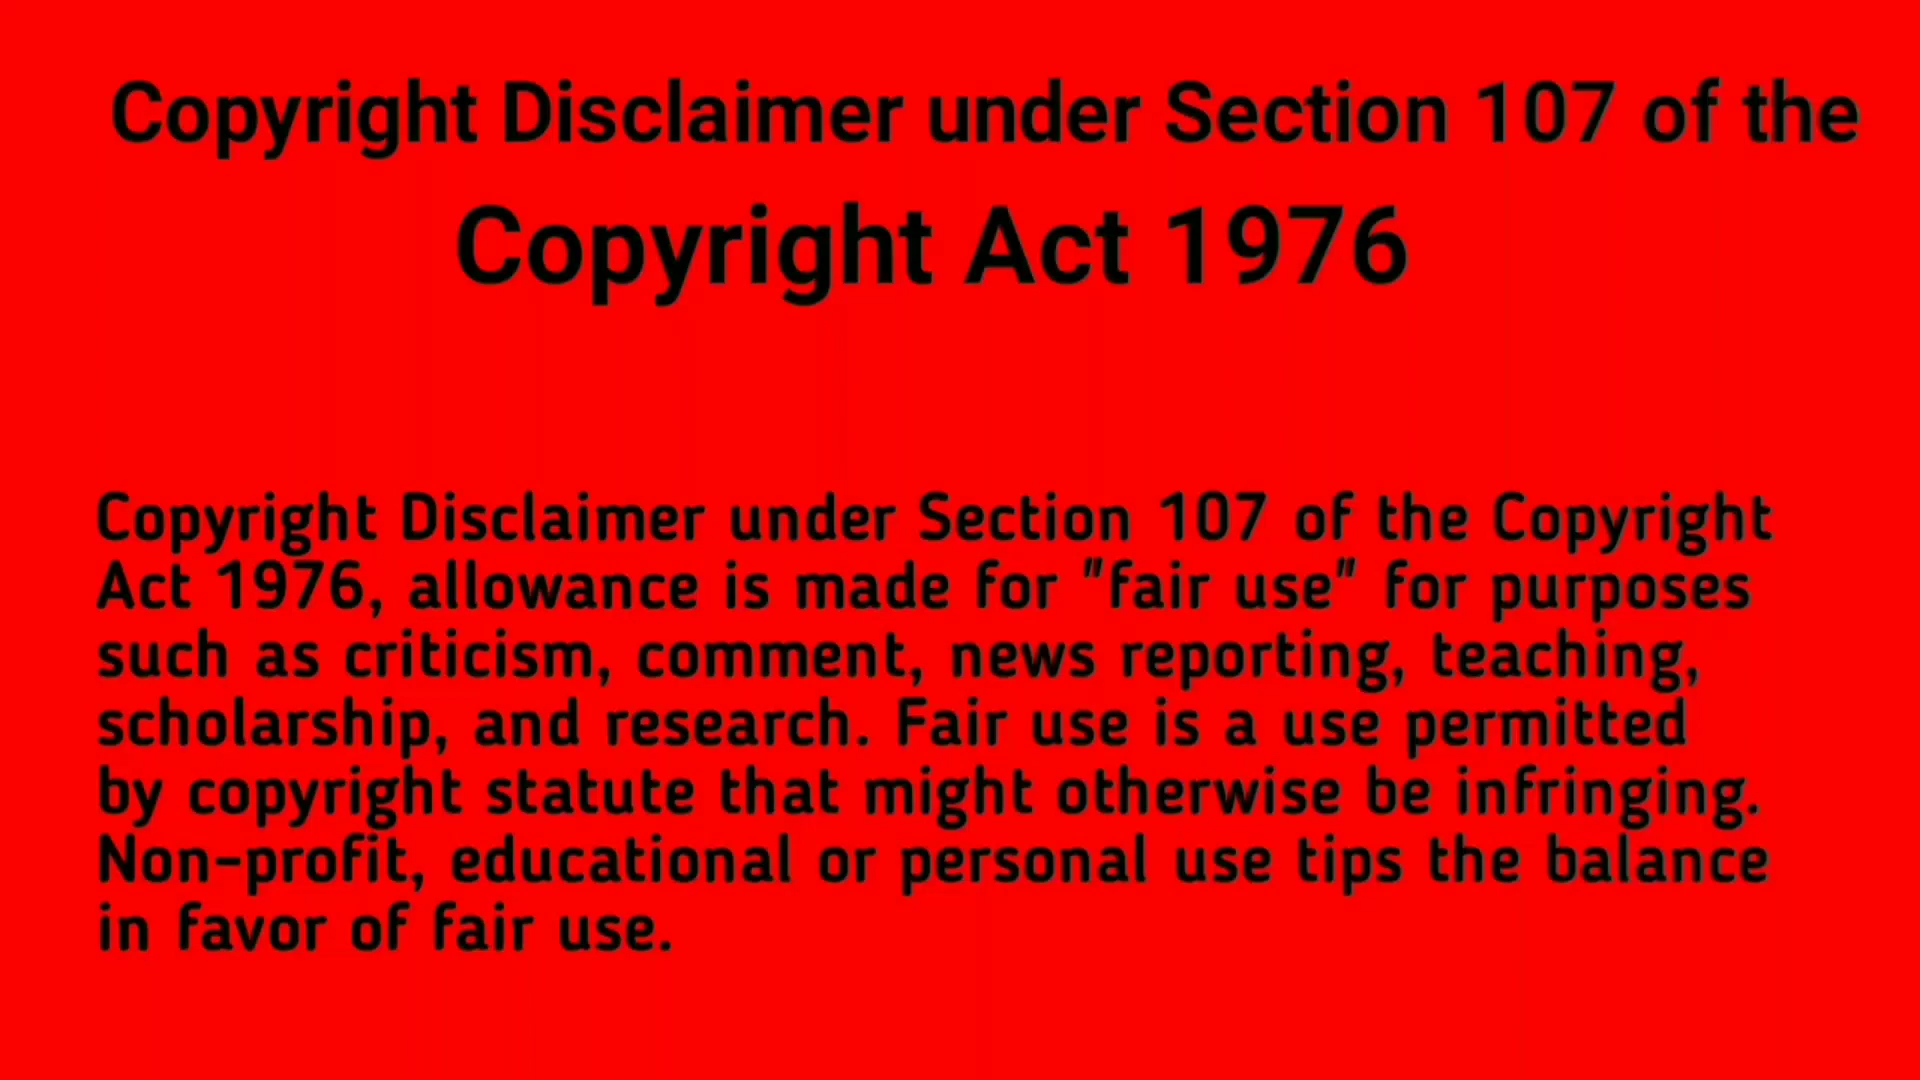 Copyright Disclaimer under Section 107 of the
Copyright Act 1976
Copyright Disclaimer under Section 107 of the Copyright
Act 1976, allowance is made for "fair use" for purposes
such as criticism, comment, news reporting, teaching,
scholarship, and research. Fair use is a use permitted
by copyright statute that might otherwise be infringing.
Non-profit, educational or personal use tips the balance
in favor of fair use.